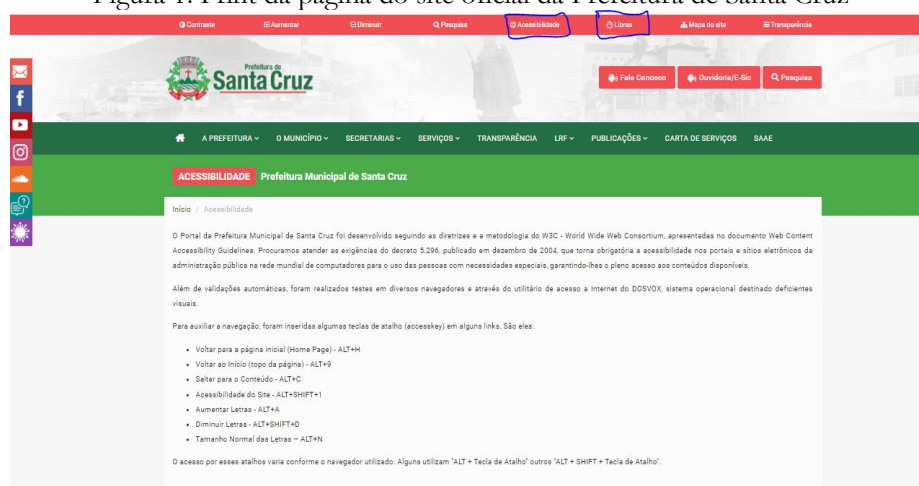 Figura 1: Print da página do site oficial da Prefeitura de Santa Cruz
Contraste Aumentar Diminuir Pesquisa Acessibilidade Libras Mapa do site Transparência
Prefeitura de
Santa Cruz
Fale Conosco Ouvidoria/E-Sic Pesquisa
A PREFEITURA O MUNICÍPIO SECRETARIAS SERVIÇOS TRANSPARÊNCIA LRF PUBLICAÇÕES CARTA DE SERVIÇOS SAAE
ACESSIBILIDADE Prefeitura Municipal de Santa Cruz
Início / Acessibilidade
O Portal da Prefeitura Municipal de Santa Cruz foi desenvolvido seguindo as diretrizes e a metodologia do W3C - World Wide Web Consortium, apresentadas no documento Web Content
Accessibility Guidelines. Procuramos atender as exigências do decreto 5.296, publicado em dezembro de 2004, que torna obrigatória a acessibilidade nos portais e sítios eletrônicos da
administração pública na rede mundial de computadores para o uso das pessoas com necessidades especiais, garantindo-lhes o pleno acesso aos conteúdos disponíveis.
Além de validações automáticas, foram realizados testes em diversos navegadores e através do utilitário de acesso a Internet do DOSVOX, sistema operacional destinado deficientes
visuais.
Para auxiliar a navegação, foram inseridas algumas teclas de atalho (accesskey) em alguns links. São eles:
• Voltar para a página inicial (Home Page) - ALT+H
• Voltar ao Início (topo da página) - ALT+9
• Saltar para o Conteúdo - ALT+C
• Acessibilidade do Site - ALT+SHIFT+1
• Aumentar Letras - ALT+A
• Diminuir Letras - ALT+SHIFT+D
• Tamanho Normal das Letras – ALT+N
O acesso por esses atalhos varia conforme o navegador utilizado. Alguns utilizam "ALT + Tecla de Atalho" outros "ALT + SHIFT + Tecla de Atalho".